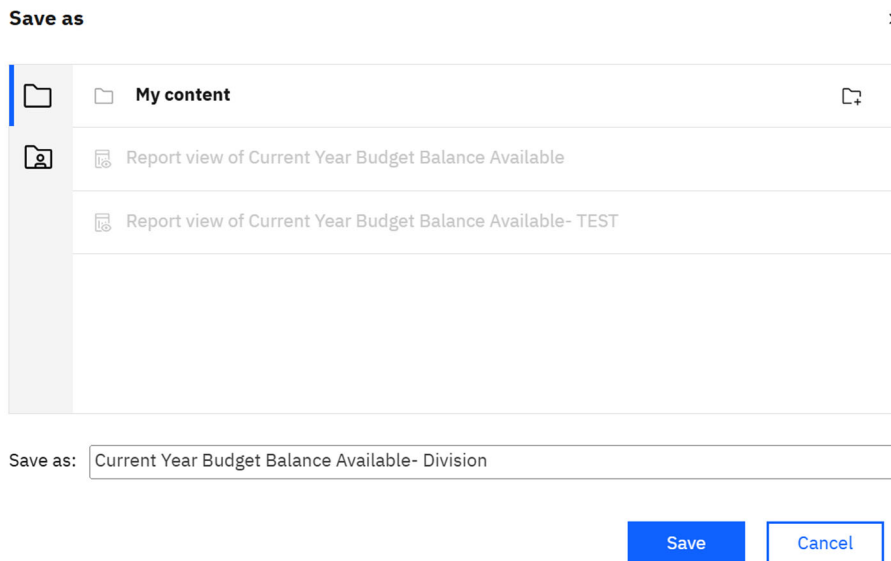 Save as
My content
Report view of Current Year Budget Balance Available
Report view of Current Year Budget Balance Available- TEST
Save as: Current Year Budget Balance Available- Division
Save Cancel